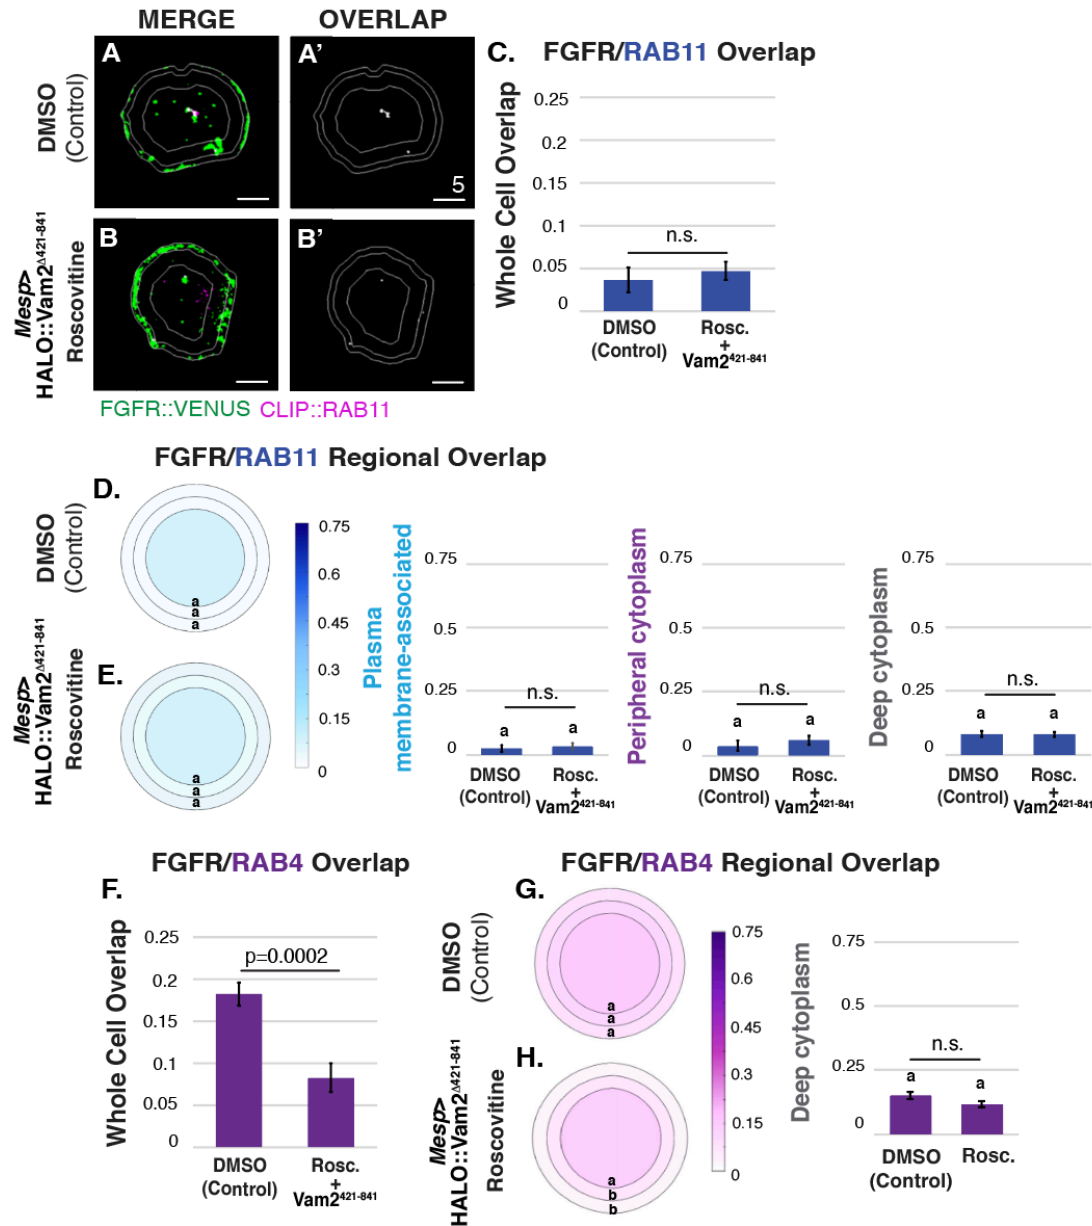 MERGE
OVERLAP
A
A'
5
DMSO
(Control)
B
B'
Mesp>
HALO::Vam2Δ421-841
Roscovitine
FGFR::VENUS CLIP::RAB11
C. FGFR/RAB11 Overlap
Whole Cell Overlap
0.25
0.2
0.15
0.1
0.05
0
n.s.
DMSO
(Control)
Rosc.
+
Vam2421-841
FGFR/RAB11 Regional Overlap
D.
DMSO
(Control)
a
a
a
E.
Mesp>
HALO::Vam2Δ421-841
Roscovitine
a
a
a
0.75
0.6
0.45
0.3
0.15
0
Plasma
membrane-associated
0.75
0.5
0.25
0
n.s.
a
a
DMSO
(Control)
Rosc.
+
Vam2421-841
Peripheral cytoplasm
0.75
0.5
0.25
0
n.s.
a
a
DMSO
(Control)
Rosc.
+
Vam2421-841
Deep cytoplasm
0.75
0.5
0.25
0
n.s.
a
a
DMSO
(Control)
Rosc.
+
Vam2421-841
FGFR/RAB4 Overlap
F.
Whole Cell Overlap
0.25
0.2
0.15
0.1
0.05
0
p=0.0002
DMSO
(Control)
Rosc.
+
Vam2421-841
FGFR/RAB4 Regional Overlap
G.
DMSO
(Control)
a
a
a
H.
Mesp>
HALO::Vam2Δ421-841
Roscovitine
a
b
b
0.75
0.6
0.45
0.3
0.15
0
Deep cytoplasm
0.75
0.5
0.25
0
n.s.
a
a
DMSO
(Control)
Rosc.